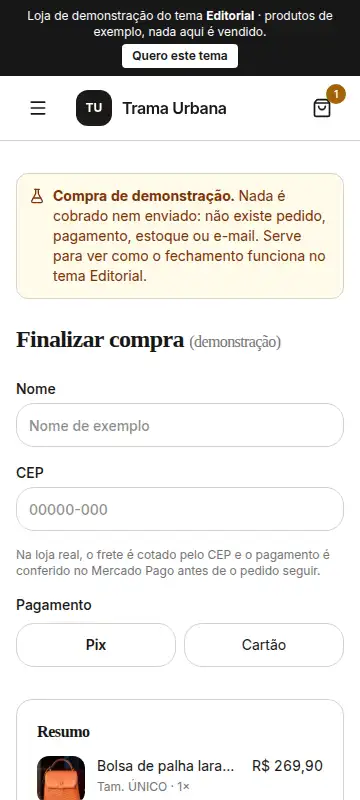 Loja de demonstração do tema Editorial · produtos de
exemplo, nada aqui é vendido.
Quero este tema
TU
Trama Urbana
1
Compra de demonstração. Nada é
cobrado nem enviado: não existe pedido,
pagamento, estoque ou e-mail. Serve
para ver como o fechamento funciona no
tema Editorial.
Finalizar compra (demonstração)
Nome
Nome de exemplo
CEP
00000-000
Na loja real, o frete é cotado pelo CEP e o pagamento é
conferido no Mercado Pago antes de o pedido seguir.
Pagamento
Pix
Cartão
Resumo
Bolsa de palha lara... R$ 269,90
Tam. ÚNICO · 1×